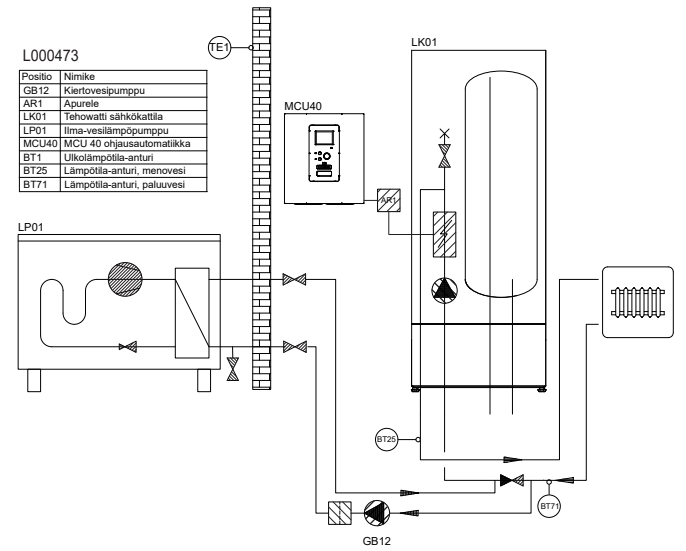 L000473
Positio Nimike
GB12 Kiertovesipumppu
AR1 Apurele
LK01 Tehowatti sähkökattila
LP01 Ilma-vesilämpöpumppu
MCU40 MCU 40 ohjausautomatiikka
BT1 Ulkolämpötila-anturi
BT25 Lämpötila-anturi, menovesi
BT71 Lämpötila-anturi, paluuvesi
TE1
LK01
MCU40
AR1
LP01
BT25
BT71
GB12